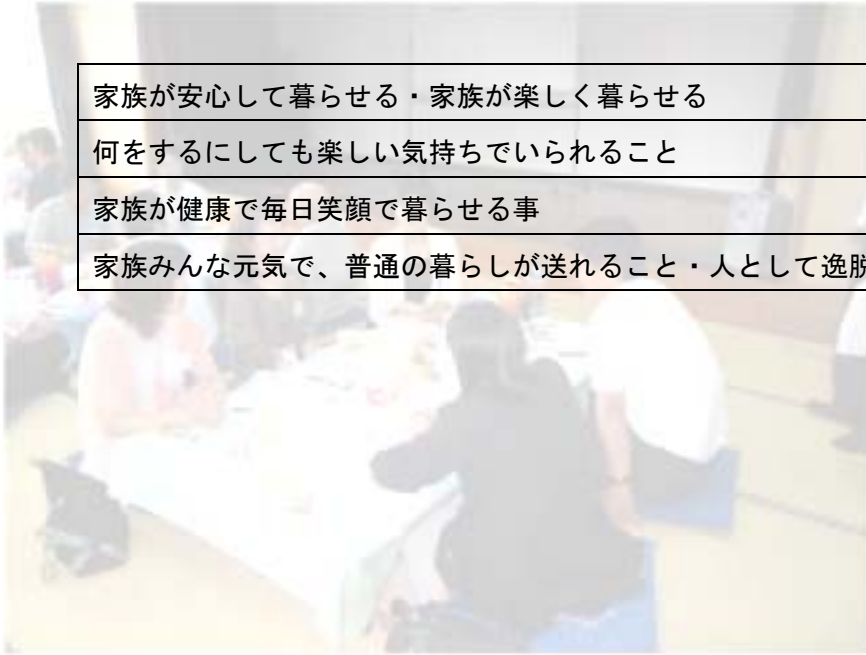 家族が安心して暮らせる・家族が楽しく暮らせる
何をするにしても楽しい気持ちでいられること
家族が健康で毎日笑顔で暮らせる事
家族みんな元気で、普通の暮らしが送れること・人として逸脱